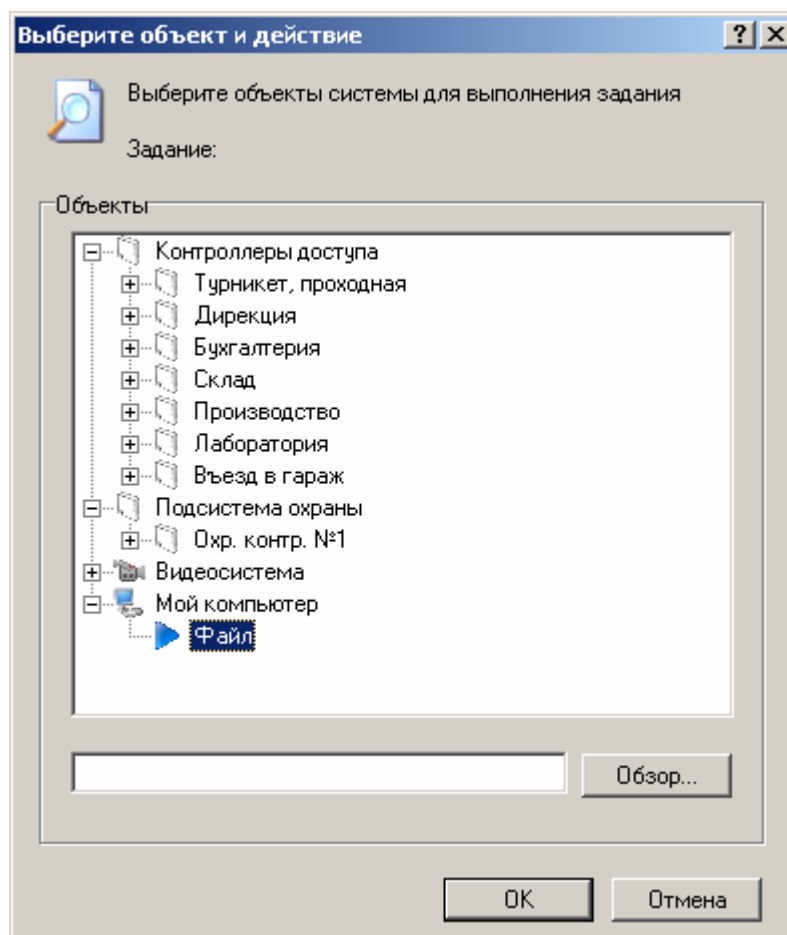 Выберите объект и действие
Выберите объекты системы для выполнения задания
Задание:
Объекты
Контроллеры доступа
Турникет, проходная
Дирекция
Бухгалтерия
Склад
Производство
Лаборатория
Въезд в гараж
Подсистема охраны
Охр. контр. №1
Видеосистема
Мой компьютер
Файл
Обзор...
OK
Отмена